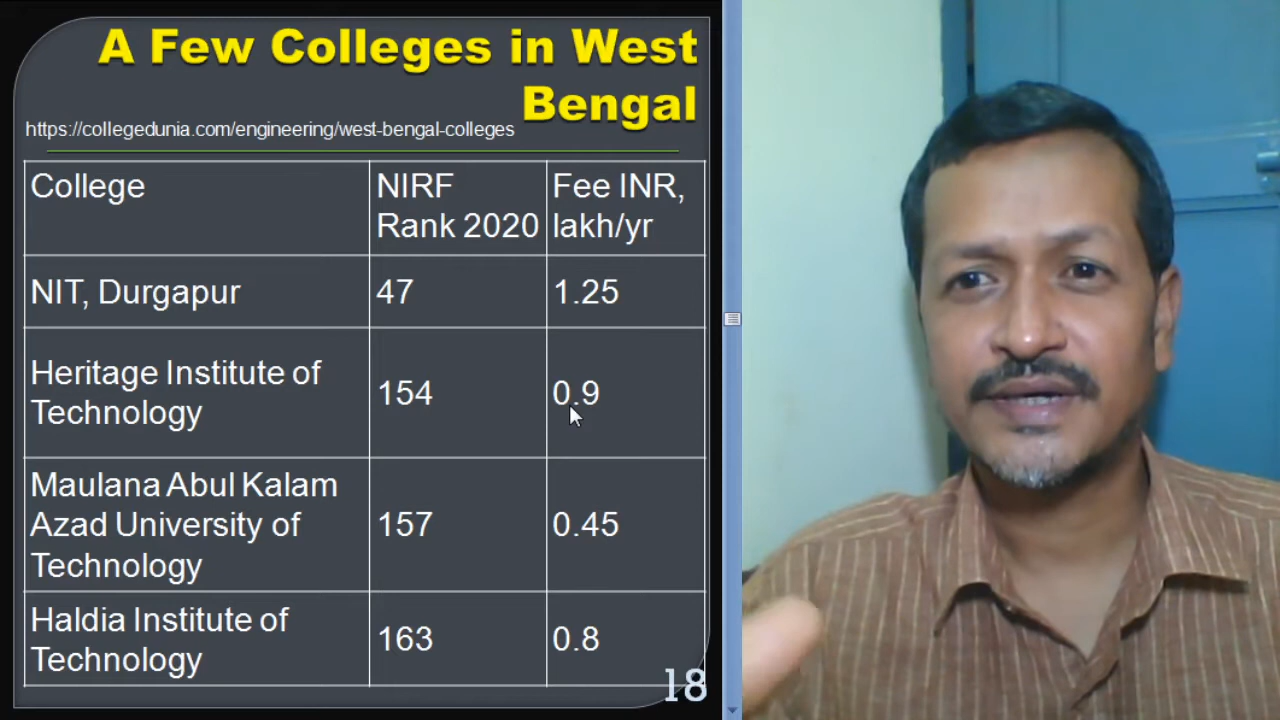 A Few Colleges in West
Bengal
https://collegedunia.com/engineering/west-bengal-colleges
College
NIRF
Rank 2020
Fee INR,
lakh/yr
NIT, Durgapur
47
1.25
Heritage Institute of
Technology
154
0.9
Maulana Abul Kalam
Azad University of
Technology
157
0.45
Haldia Institute of
Technology
163
0.8
18